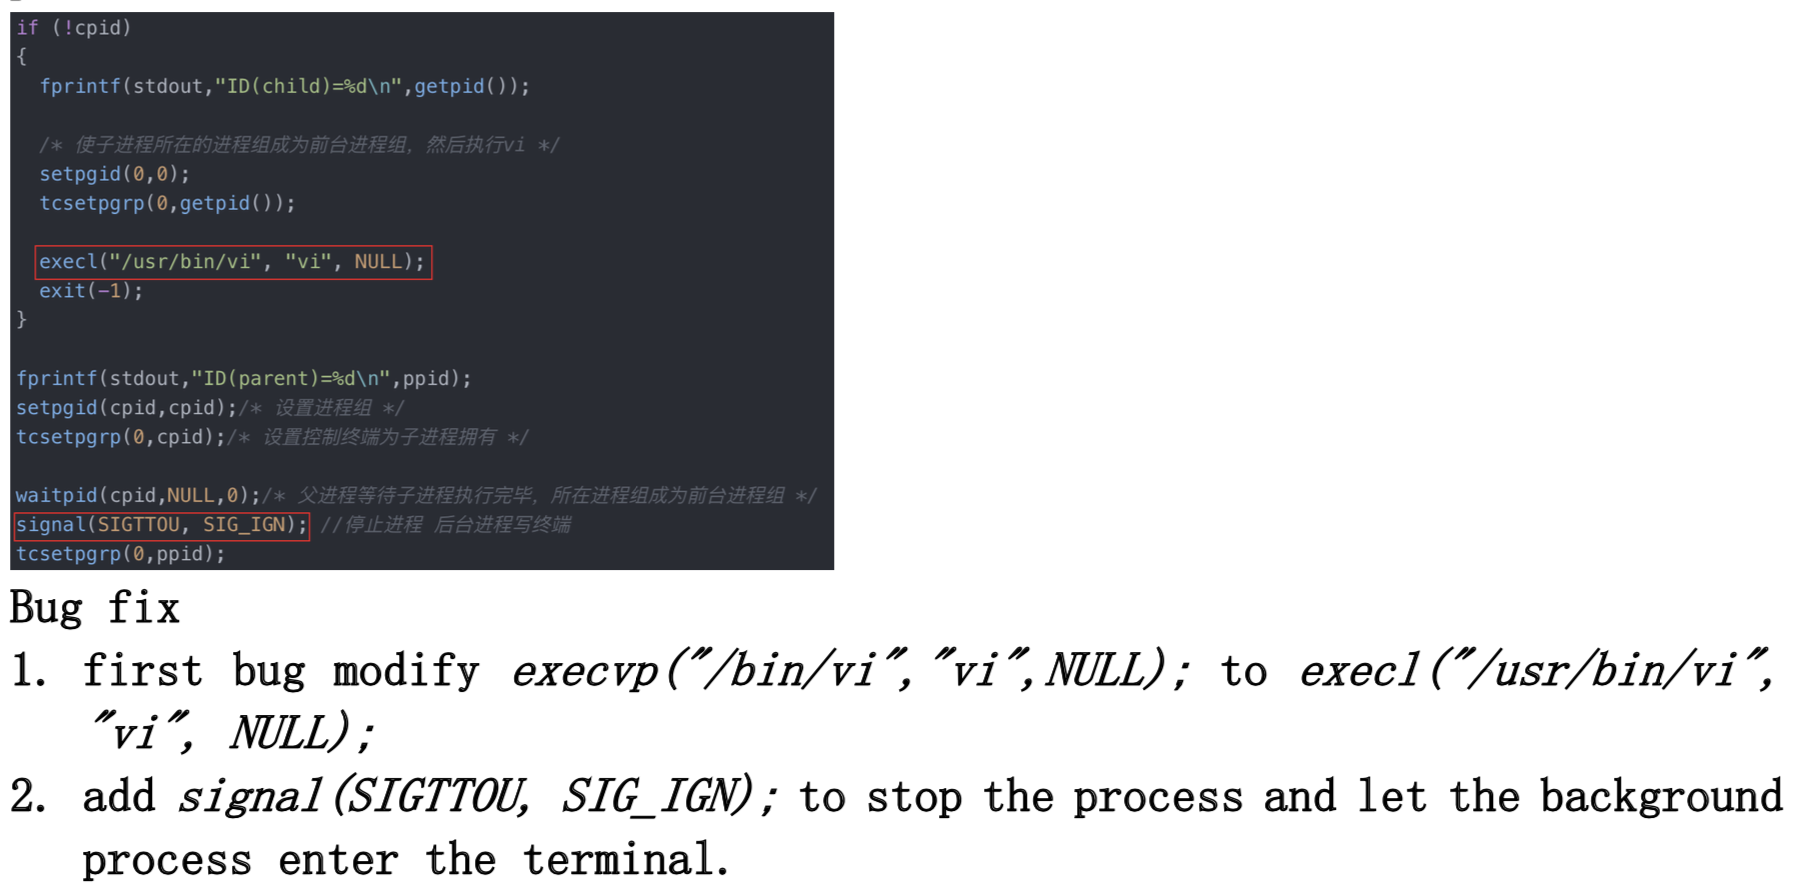 if (!cpid)
{
  fprintf(stdout,"ID(child)=%d\n",getpid());

  /* 使子进程所在的进程组成为前台进程组，然后执行vi */
  setpgid(0,0);
  tcsetpgrp(0,getpid());

  execl("/usr/bin/vi", "vi", NULL);
  exit(-1);
}

fprintf(stdout,"ID(parent)=%d\n",ppid);
setpgid(cpid,cpid);/* 设置进程组 */
tcsetpgrp(0,cpid);/* 设置控制终端为子进程拥有 */

waitpid(cpid,NULL,0);/* 父进程等待子进程执行完毕，所在进程组成为前台进程组 */
signal(SIGTTOU, SIG_IGN); //停止进程 后台进程写终端
tcsetpgrp(0,ppid);
Bug fix
1. first bug modify execvp("/bin/vi","vi",NULL); to execl("/usr/bin/vi",
"vi", NULL);
2. add signal(SIGTTOU, SIG_IGN); to stop the process and let the background
process enter the terminal.